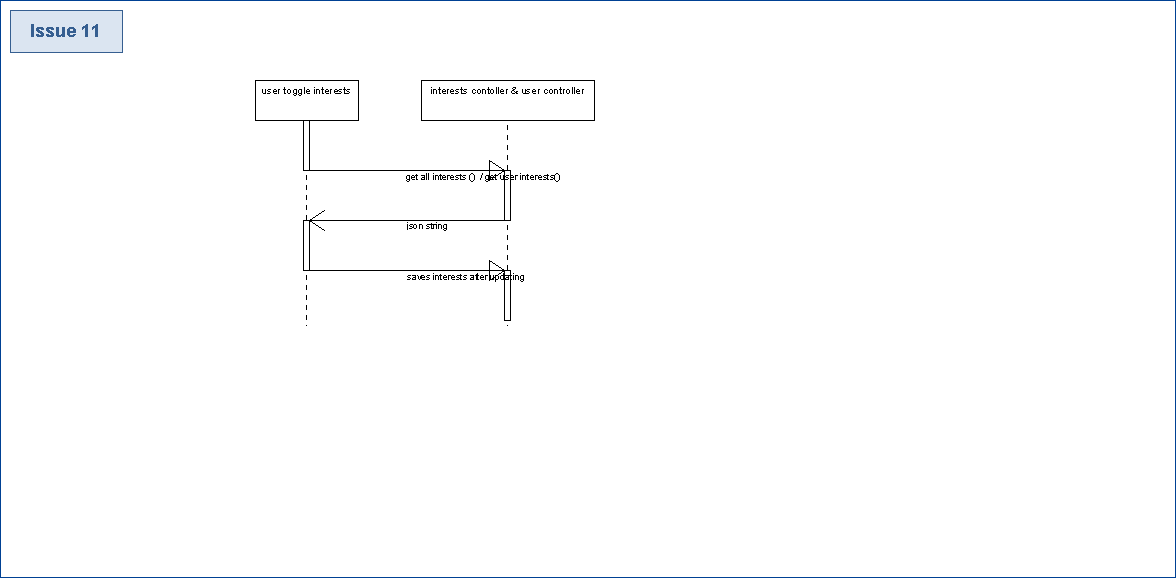 Issue 11
user toggle interests
interests contoller & user controller
get all interests () / get user interests()
json string
saves interests after updating